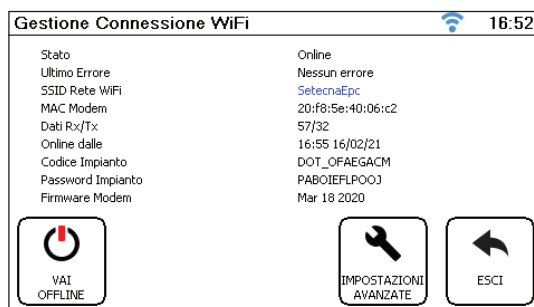 Gestione Connessione WiFi 16:52
Stato Online
Ultimo Errore Nessun errore
SSID Rete WiFi SetecnaEpc
MAC Modem 20:f8:5e:40:06:c2
Dati Rx/Tx 57/32
Online dalle 16:55 16/02/21
Codice Impianto DOT_OFAEGACM
Password Impianto PABOIEFLPOOJ
Firmware Modem Mar 18 2020
VAI
OFFLINE
IMPOSTAZIONI
AVANZATE
ESCI